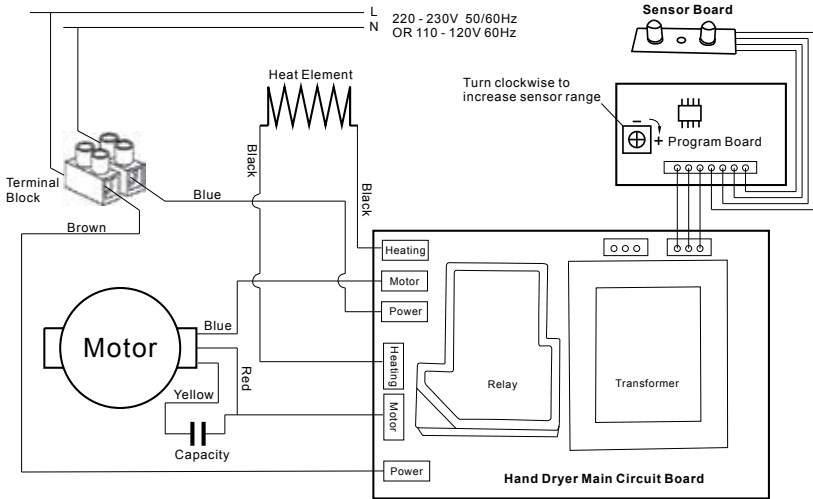 L
N
220 - 230V 50/60Hz
OR 110 - 120V 60Hz
Sensor Board
Heat Element
Turn clockwise to
increase sensor range
−
+
Program Board
Black
Black
Terminal
Block
Blue
Brown
Heating
Motor
Power
Blue
Motor
Red
Yellow
Capacity
Heating
Motor
Relay
Transformer
Power
Hand Dryer Main Circuit Board